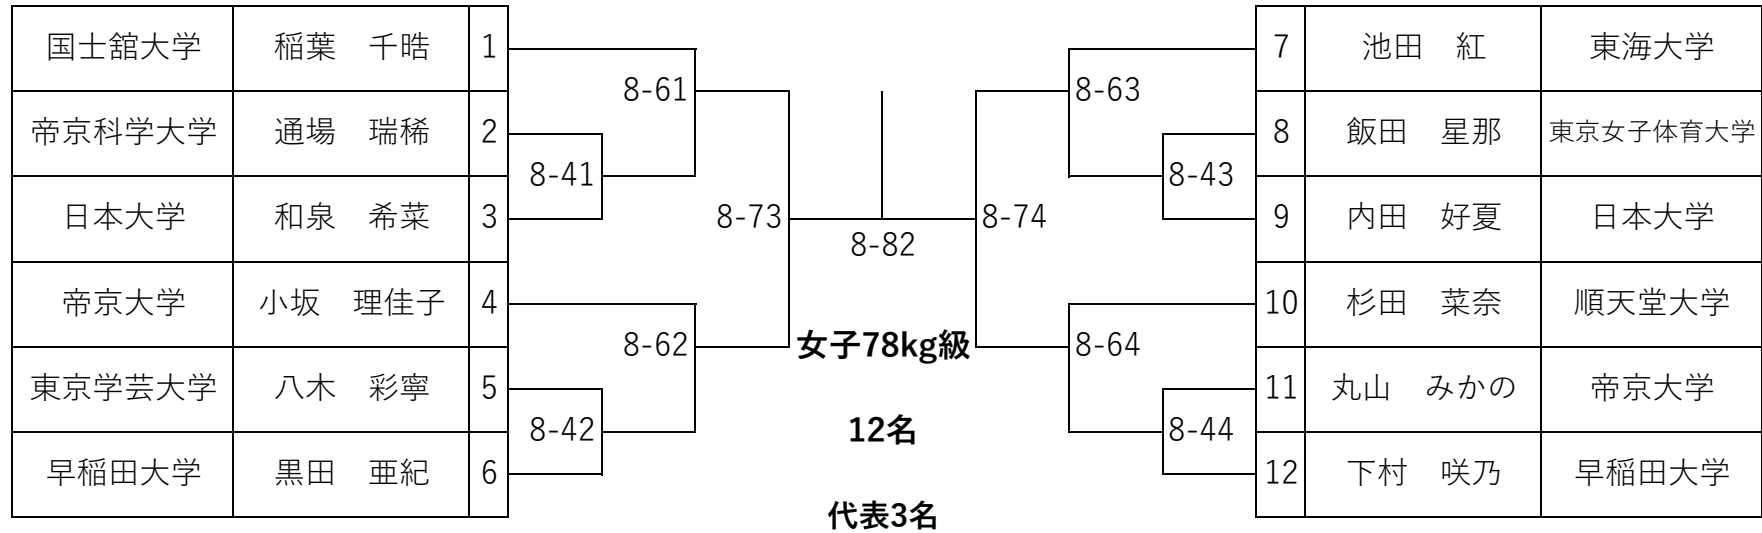 国士舘大学 稲葉 千晧 1
帝京科学大学 通場 瑞稀 2
日本大学 和泉 希菜 3
帝京大学 小坂 理佳子 4
東京学芸大学 八木 彩寧 5
早稲田大学 黒田 亜紀 6
8-61
8-41
8-73
8-62
8-42
8-82
女子78kg級
12名
代表3名
8-63
8-43
8-74
8-64
8-44
7 池田 紅 東海大学
8 飯田 星那 東京女子体育大学
9 内田 好夏 日本大学
10 杉田 菜奈 順天堂大学
11 丸山 みかの 帝京大学
12 下村 咲乃 早稲田大学